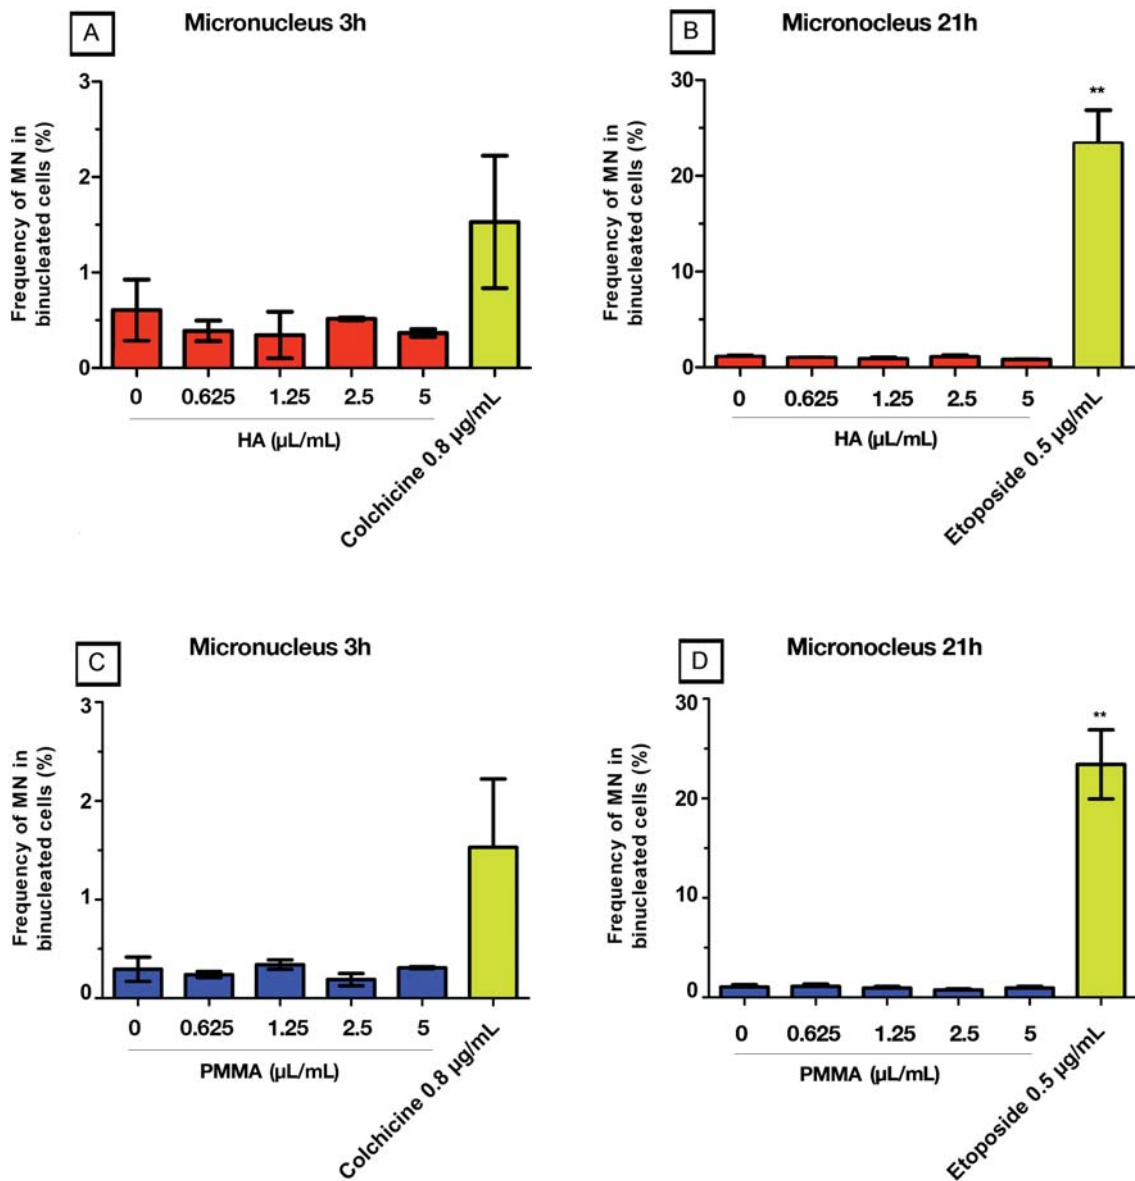 A
Micronucleus 3h
Frequency of MN in
binucleated cells (%)
3
2
1
0
0 0.625 1.25 2.5 5
HA (µL/mL)
Colchicine 0.8 µg/mL
B
Micronocleus 21h
Frequency of MN in
binucleated cells (%)
30
20
10
0
**
0 0.625 1.25 2.5 5
HA (µL/mL)
Etoposide 0.5 µg/mL
C
Micronucleus 3h
Frequency of MN in
binucleated cells (%)
3
2
1
0
0 0.625 1.25 2.5 5
PMMA (µL/mL)
Colchicine 0.8 µg/mL
D
Micronocleus 21h
Frequency of MN in
binucleated cells (%)
30
20
10
0
**
0 0.625 1.25 2.5 5
PMMA (µL/mL)
Etoposide 0.5 µg/mL